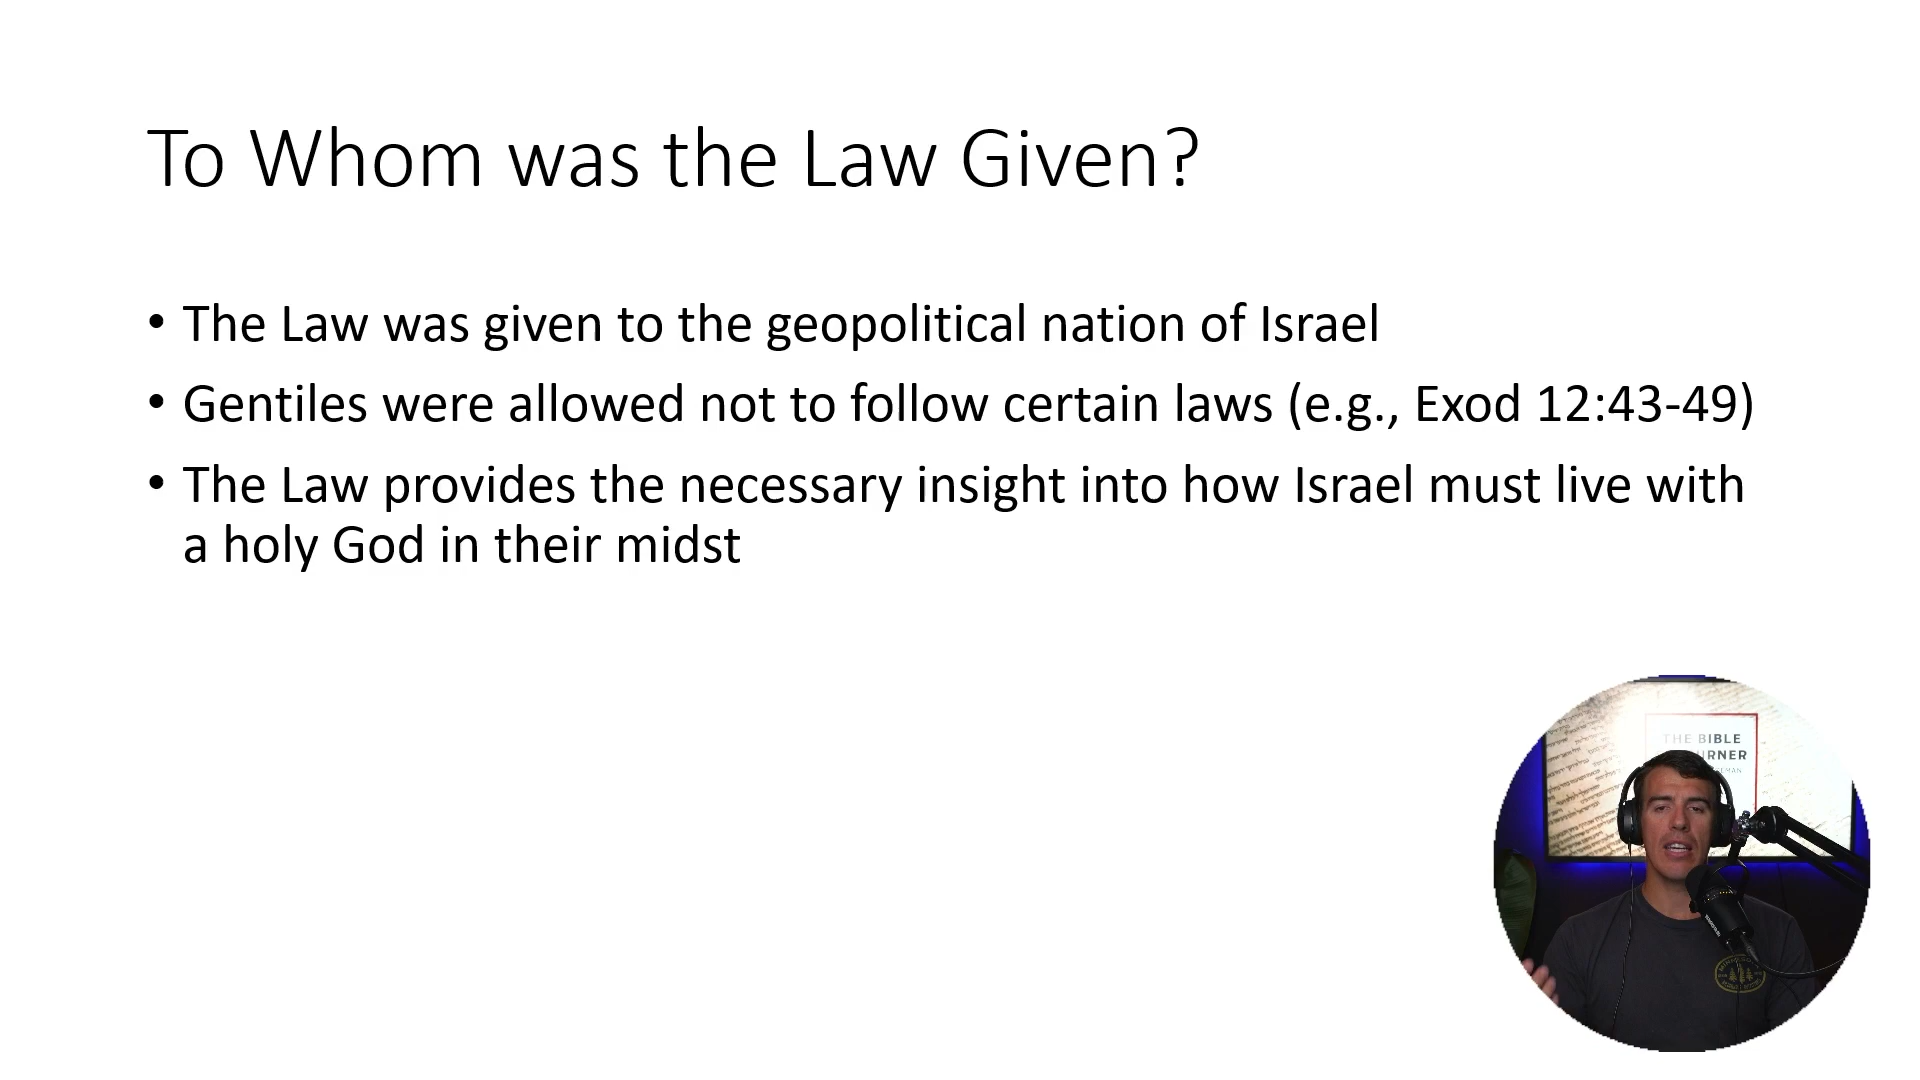 To Whom was the Law Given?
• The Law was given to the geopolitical nation of Israel
• Gentiles were allowed not to follow certain laws (e.g., Exod 12:43-49)
• The Law provides the necessary insight into how Israel must live with
a holy God in their midst
THE BIBLE